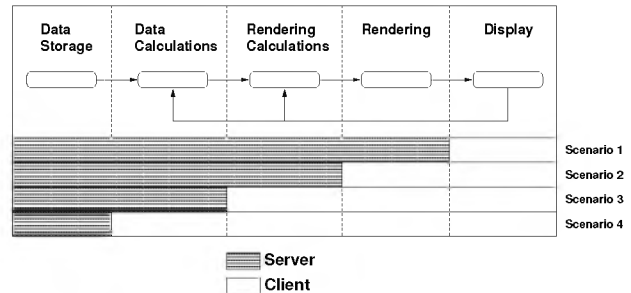 Data Storage
Data Calculations
Rendering Calculations
Rendering
Display
Scenario 1
Scenario 2
Scenario 3
Scenario 4
Server
Client